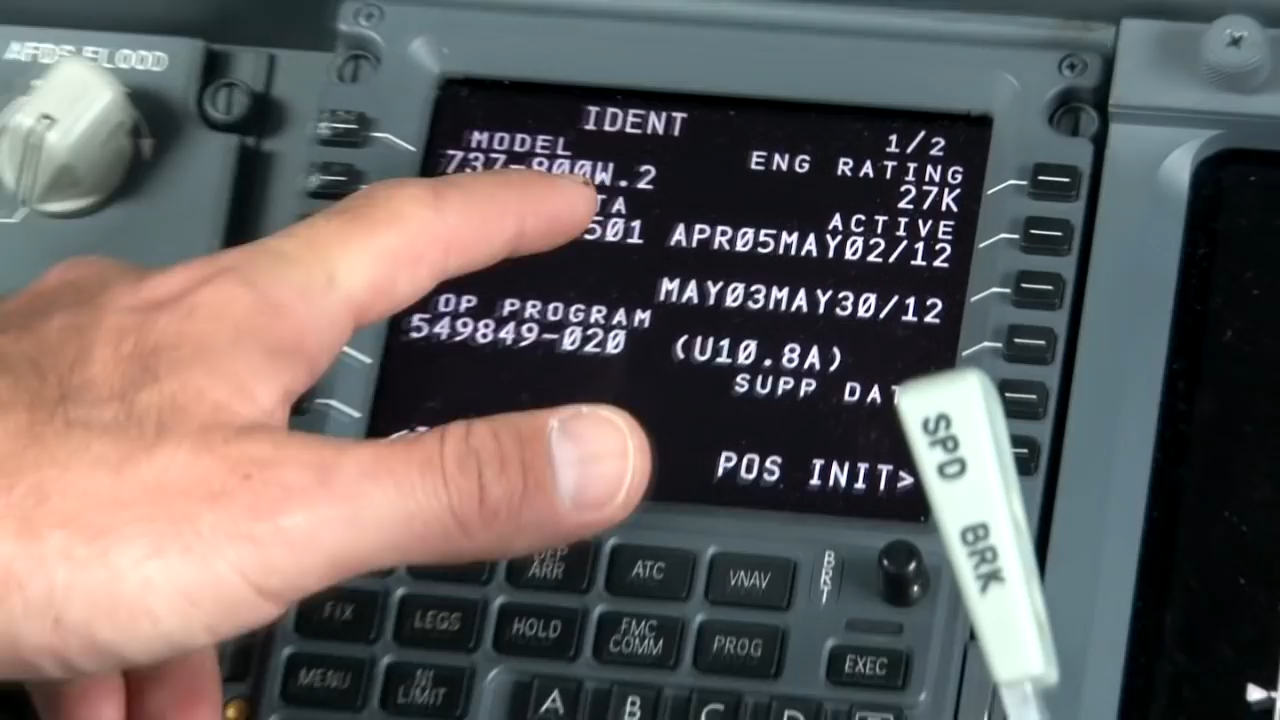 AFDS FLOOD
IDENT
1/2
MODEL
737-800W.2
ENG RATING
27K
ACTIVE
501 APR05MAY02/12
MAY03MAY30/12
OP PROGRAM
549849-020 (U10.8A)
SUPP DAT
POS INIT>
SPD BRK
DEP ARR
ATC
VNAV
BRT
FIX
LEGS
HOLD
FMC COMM
PROG
EXEC
MENU
N1 LIMIT
A B C D